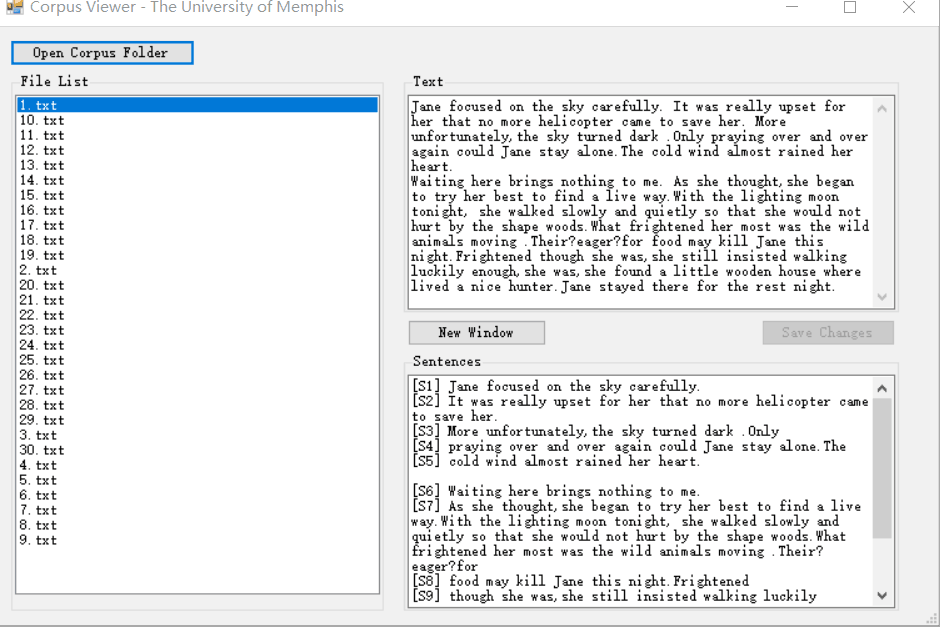 Corpus Viewer - The University of Memphis
Open Corpus Folder
File List
1.txt
10.txt
11.txt
12.txt
13.txt
14.txt
15.txt
16.txt
17.txt
18.txt
19.txt
2.txt
20.txt
21.txt
22.txt
23.txt
24.txt
25.txt
26.txt
27.txt
28.txt
29.txt
3.txt
30.txt
4.txt
5.txt
6.txt
7.txt
8.txt
9.txt
Text
Jane focused on the sky carefully. It was really upset for
her that no more helicopter came to save her. More
unfortunately,the sky turned dark .Only praying over and over
again could Jane stay alone.The cold wind almost rained her
heart.
Waiting here brings nothing to me. As she thought,she began
to try her best to find a live way.With the lighting moon
tonight, she walked slowly and quietly so that she would not
hurt by the shape woods.What frightened her most was the wild
animals moving .Their?eager?for food may kill Jane this
night.Frightened though she was,she still insisted walking
luckily enough,she was,she found a little wooden house where
lived a nice hunter.Jane stayed there for the rest night.
New Window
Save Changes
Sentences
[S1] Jane focused on the sky carefully.
[S2] It was really upset for her that no more helicopter came
to save her.
[S3] More unfortunately,the sky turned dark .Only
[S4] praying over and over again could Jane stay alone.The
[S5] cold wind almost rained her heart.
[S6] Waiting here brings nothing to me.
[S7] As she thought,she began to try her best to find a live
way.With the lighting moon tonight, she walked slowly and
quietly so that she would not hurt by the shape woods.What
frightened her most was the wild animals moving .Their?
eager?for
[S8] food may kill Jane this night.Frightened
[S9] though she was,she still insisted walking luckily